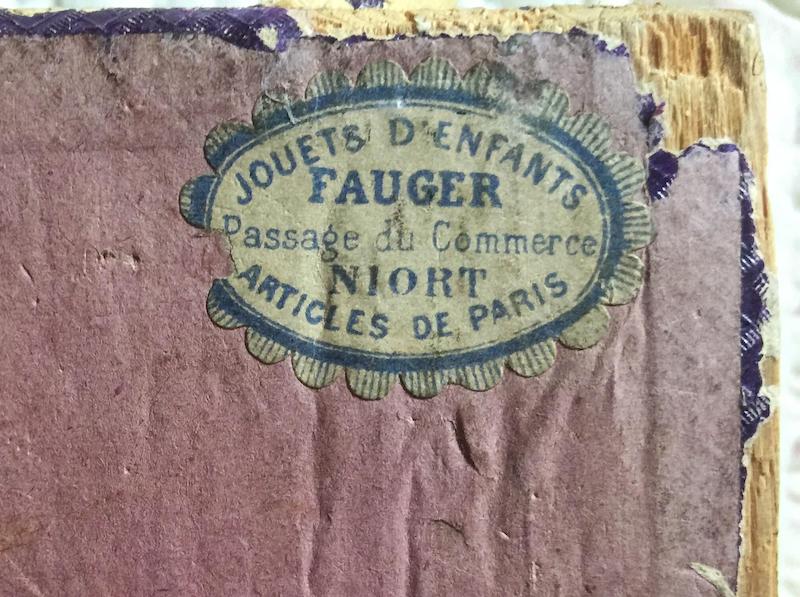 JOUETS D'ENFANTS
FAUGER
Passage du Commerce
NIORT
ARTICLES DE PARIS